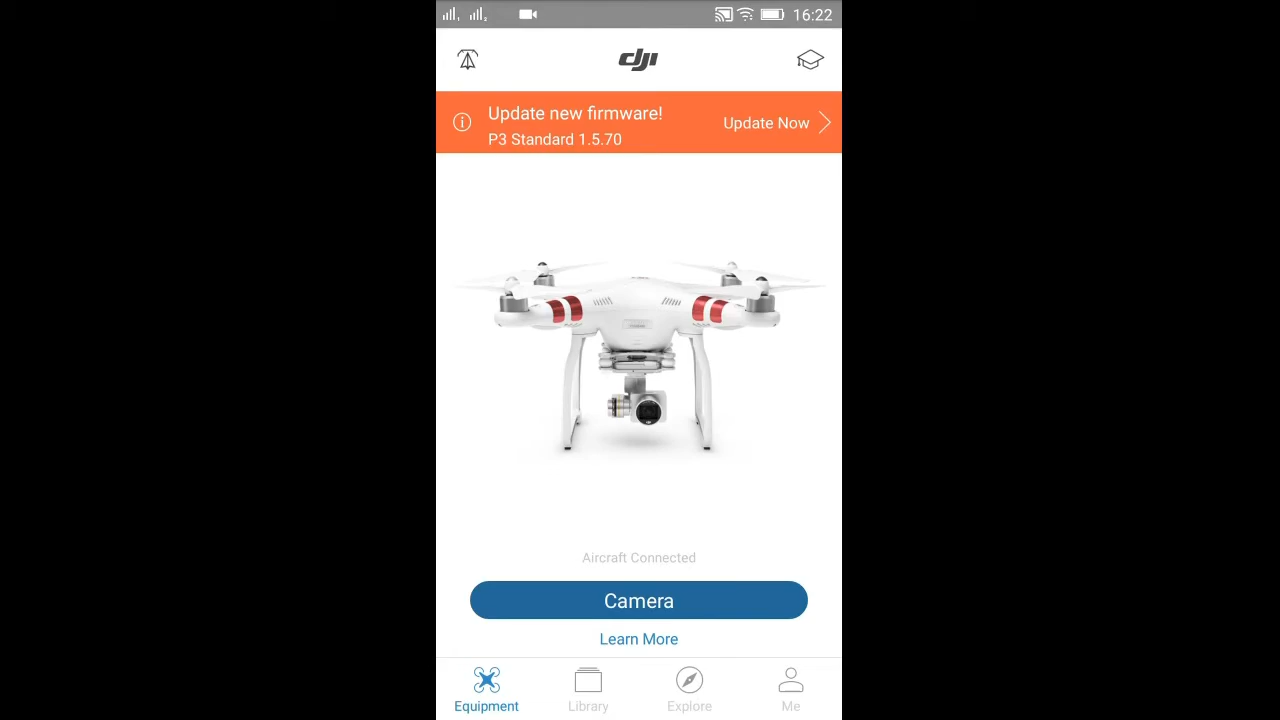 16:22
dji
Update new firmware!
P3 Standard 1.5.70
Update Now
Aircraft Connected
Camera
Learn More
Equipment
Library
Explore
Me